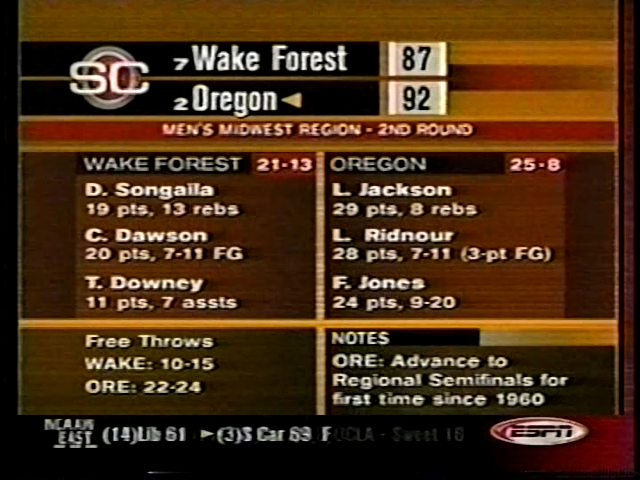 SC
7 Wake Forest 87
2 Oregon ◄ 92
MEN'S MIDWEST REGION - 2ND ROUND
WAKE FOREST 21-13
D. Songaila
19 pts, 13 rebs
C. Dawson
20 pts, 7-11 FG
T. Downey
11 pts, 7 assts
OREGON 25-8
L. Jackson
29 pts, 8 rebs
L. Ridnour
28 pts, 7-11 (3-pt FG)
F. Jones
24 pts, 9-20
Free Throws
WAKE: 10-15
ORE: 22-24
NOTES
ORE: Advance to
Regional Semifinals for
first time since 1960
NCAAW
EAST (14)Lib 61 ►(3)S Car 69 F UCLA - Sweet 16
ESPN